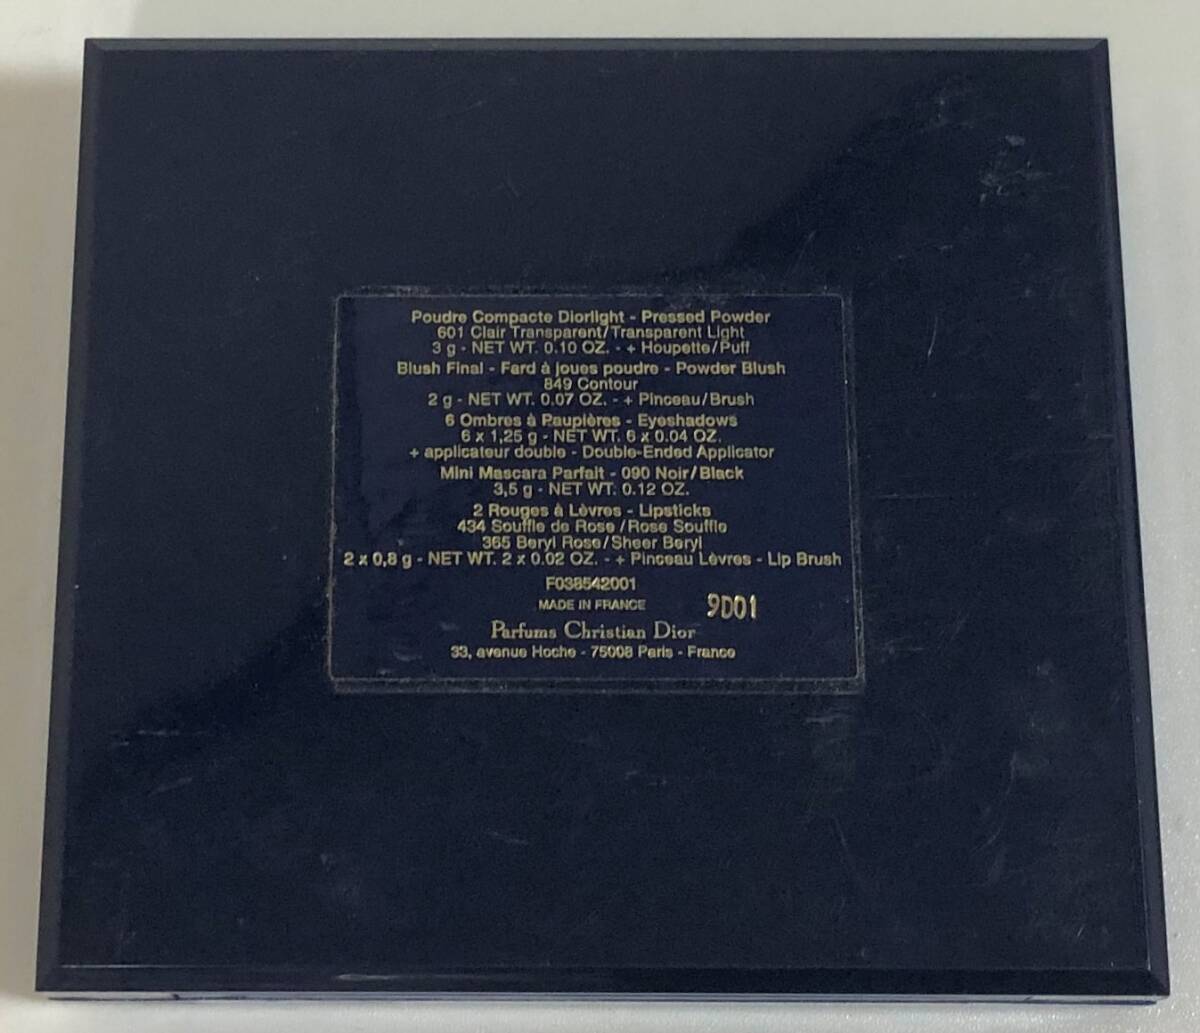 Poudre Compacte Diorlight - Pressed Powder
601 Clair Transparent/Transparent Light
3 g - NET WT. 0.10 OZ. - + Houpette/Puff
Blush Final - Fard à joues poudre - Powder Blush
849 Contour
2 g - NET WT. 0.07 OZ. - + Pinceau/Brush
6 Ombres à Paupières - Eyeshadows
6 x 1,25 g - NET WT. 6 x 0.04 OZ.
+ applicateur double - Double-Ended Applicator
Mini Mascara Parfait - 090 Noir/Black
3,5 g - NET WT. 0.12 OZ.
2 Rouges à Lèvres - Lipsticks
434 Souffle de Rose/Rose Souffle
365 Beryl Rose/Sheer Beryl
2 x 0,8 g - NET WT. 2 x 0.02 OZ. - + Pinceau Lèvres - Lip Brush
F038542001
MADE IN FRANCE 9D01
Parfums Christian Dior
33, avenue Hoche - 75008 Paris - France